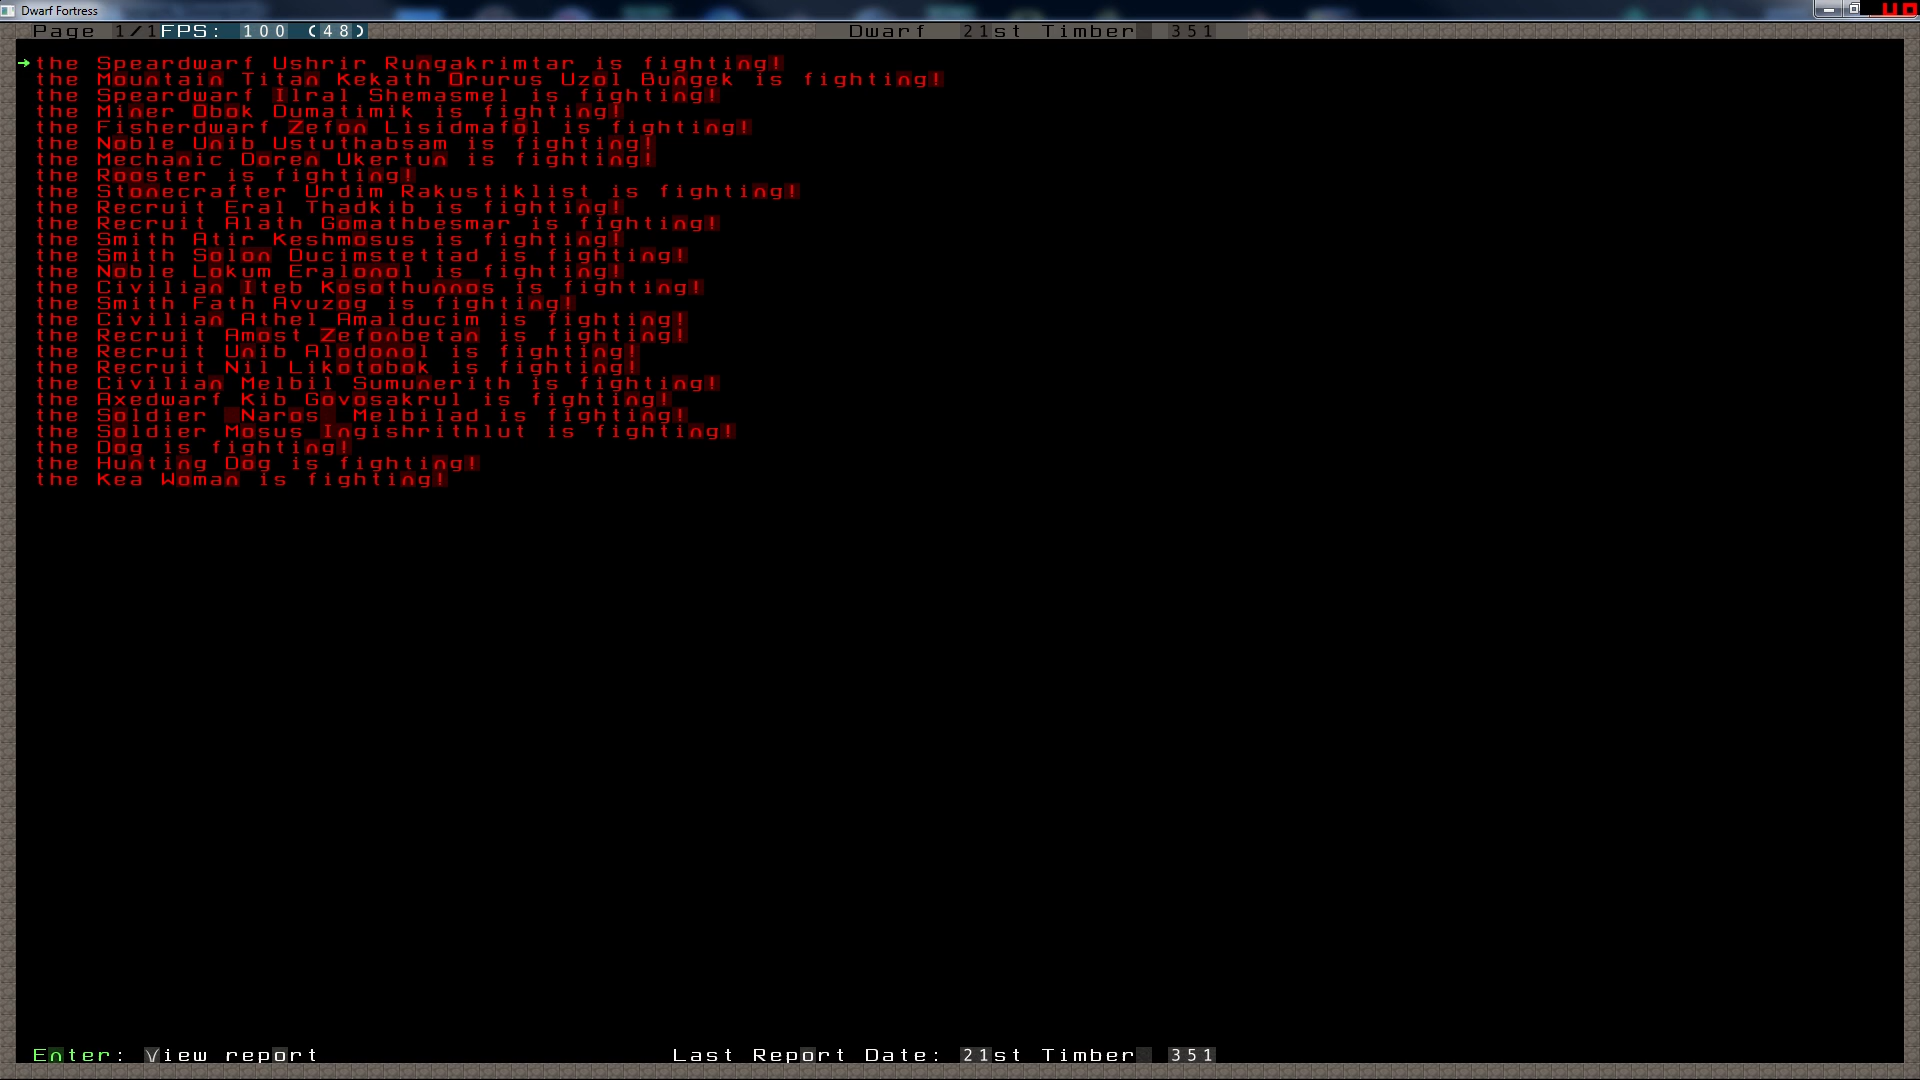 Dwarf Fortress
Page 1/1FPS: 100 (48) Dwarf 21st Timber 351
the Speardwarf Ushrir Rungakrimtar is fighting!
the Mountain Titan Kekath Orurus Uzol Bungek is fighting!
the Speardwarf Ilral Shemasmel is fighting!
the Miner Obok Dumatimik is fighting!
the Fisherdwarf Zefon Lisidmafol is fighting!
the Noble Unib Ustuthabsam is fighting!
the Mechanic Doren Ukertun is fighting!
the Rooster is fighting!
the Stonecrafter Urdim Rakustiklist is fighting!
the Recruit Eral Thadkib is fighting!
the Recruit Alath Gomathbesmar is fighting!
the Smith Atir Keshmosus is fighting!
the Smith Solon Ducimstettad is fighting!
the Noble Lokum Eralonol is fighting!
the Civilian Iteb Kosothunnos is fighting!
the Smith Fath Avuzog is fighting!
the Civilian Athel Amalducim is fighting!
the Recruit Amost Zefonbetan is fighting!
the Recruit Unib Alodonol is fighting!
the Recruit Nil Likotobok is fighting!
the Civilian Melbil Sumunerith is fighting!
the Axedwarf Kib Govosakrul is fighting!
the Soldier Naros Melbilad is fighting!
the Soldier Mosus Ingishrithlut is fighting!
the Dog is fighting!
the Hunting Dog is fighting!
the Kea Woman is fighting!
Enter: View report Last Report Date: 21st Timber 351